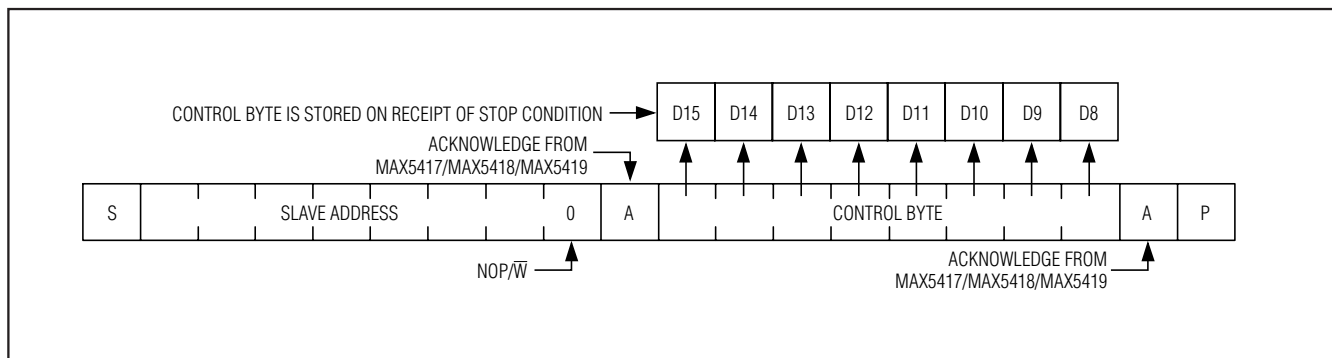 CONTROL BYTE IS STORED ON RECEIPT OF STOP CONDITION
D15 D14 D13 D12 D11 D10 D9 D8
ACKNOWLEDGE FROM
MAX5417/MAX5418/MAX5419
S SLAVE ADDRESS 0 A CONTROL BYTE A P
NOP/W̅
ACKNOWLEDGE FROM
MAX5417/MAX5418/MAX5419